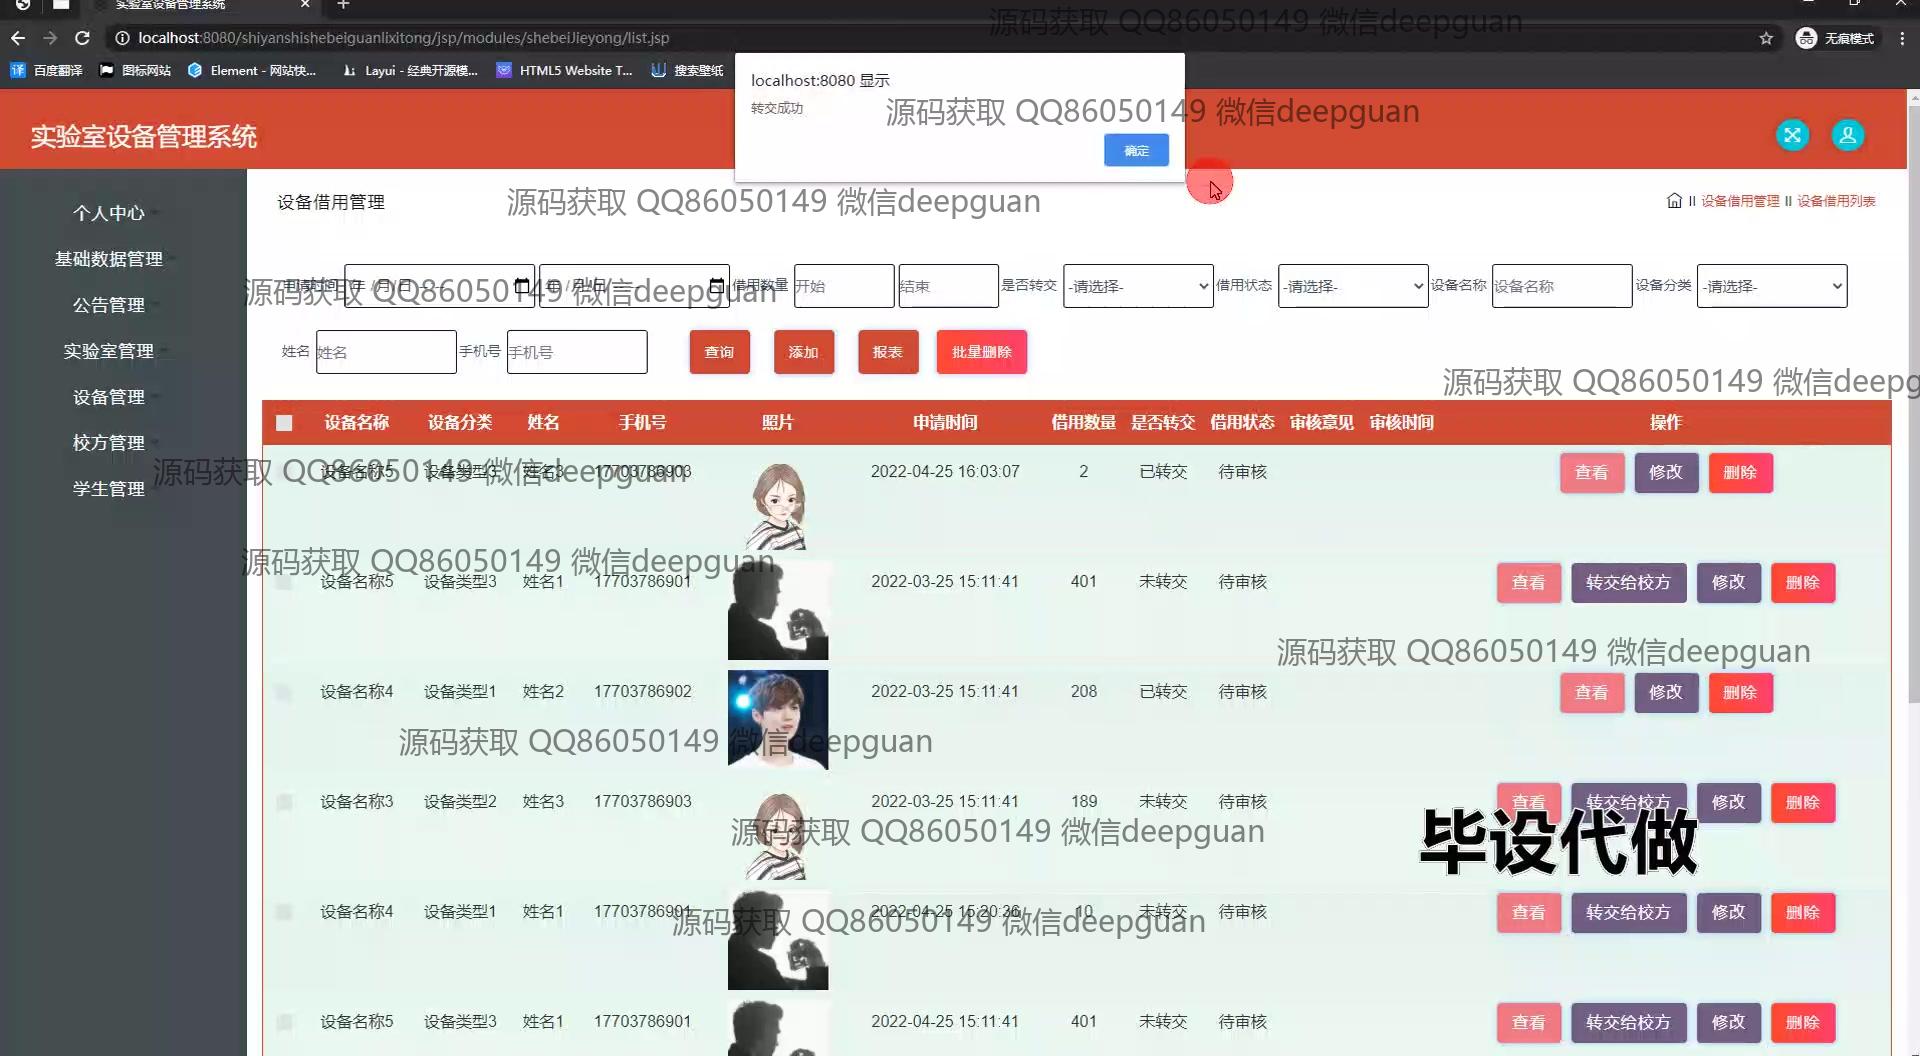 实验室设备管理系统
localhost:8080/shiyanshishebeiguanlixitong/jsp/modules/shebeiJieyong/list.jsp
无痕模式
百度翻译 图标网站 Element - 网站快... Layui - 经典开源模... HTML5 Website T... 搜索壁纸
localhost:8080 显示
转交成功
确定
实验室设备管理系统
个人中心
基础数据管理
公告管理
实验室管理
设备管理
校方管理
学生管理
设备借用管理
设备借用管理 设备借用列表
申请时间 年 /月/日 年 /月/日 借用数量 开始 结束 是否转交 -请选择- 借用状态 -请选择- 设备名称 设备名称 设备分类 -请选择-
姓名 姓名 手机号 手机号 查询 添加 报表 批量删除
设备名称 设备分类 姓名 手机号 照片 申请时间 借用数量 是否转交 借用状态 审核意见 审核时间 操作
设备名称5 设备类型3 姓名3 17703786903 2022-04-25 16:03:07 2 已转交 待审核 查看 修改 删除
设备名称5 设备类型3 姓名1 17703786901 2022-03-25 15:11:41 401 未转交 待审核 查看 转交给校方 修改 删除
设备名称4 设备类型1 姓名2 17703786902 2022-03-25 15:11:41 208 已转交 待审核 查看 修改 删除
设备名称3 设备类型2 姓名3 17703786903 2022-03-25 15:11:41 189 未转交 待审核 查看 转交给校方 修改 删除
设备名称4 设备类型1 姓名1 17703786901 2022-04-25 15:20:36 10 未转交 待审核 查看 转交给校方 修改 删除
设备名称5 设备类型3 姓名1 17703786901 2022-04-25 15:11:41 401 未转交 待审核 查看 转交给校方 修改 删除
毕设代做
源码获取 QQ86050149 微信deepguan
源码获取 QQ86050149 微信deepguan
源码获取 QQ86050149 微信deepguan
源码获取 QQ86050149 微信deepguan
源码获取 QQ86050149 微信deepg
源码获取 QQ86050149 微信deepguan
源码获取 QQ86050149 微信deepguan
源码获取 QQ86050149 微信deepguan
源码获取 QQ86050149 微信deepguan
源码获取 QQ86050149 微信deepguan
源码获取 QQ86050149 微信deepguan